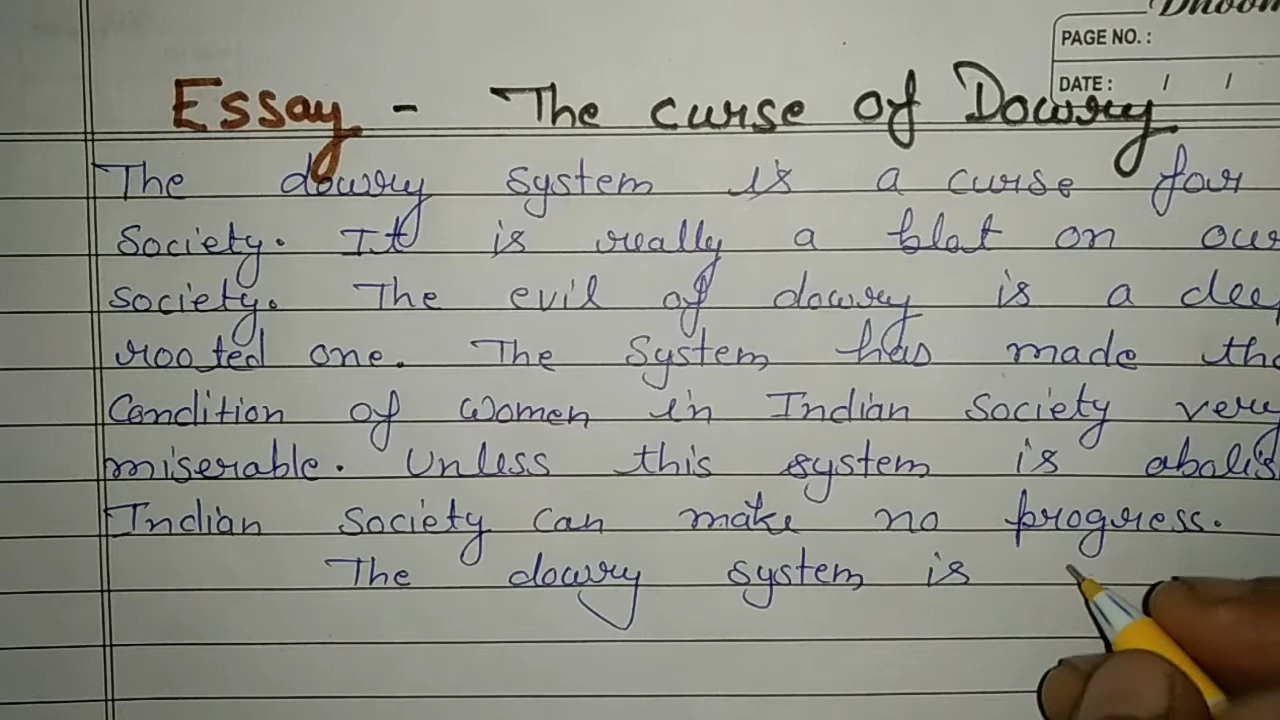 PAGE NO. :
DATE : / /
Essay - The curse of Dowry
The dowry system is a curse for
Society. It is really a blot on our
society. The evil of dowry is a deep
rooted one. The System has made the
Condition of women in Indian Society very
miserable. Unless this system is abolis
Indian Society can make no progress.
The dowry system is